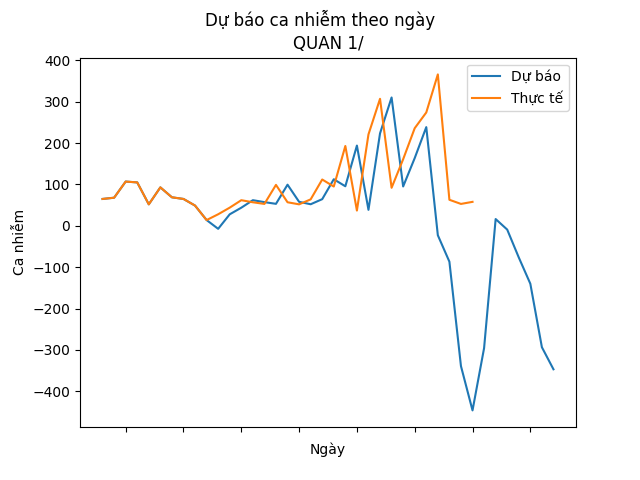 Dự báo ca nhiễm theo ngày
QUAN 1/
Dự báo
Thực tế
400
300
200
100
0
−100
−200
−300
−400
Ca nhiễm
Ngày